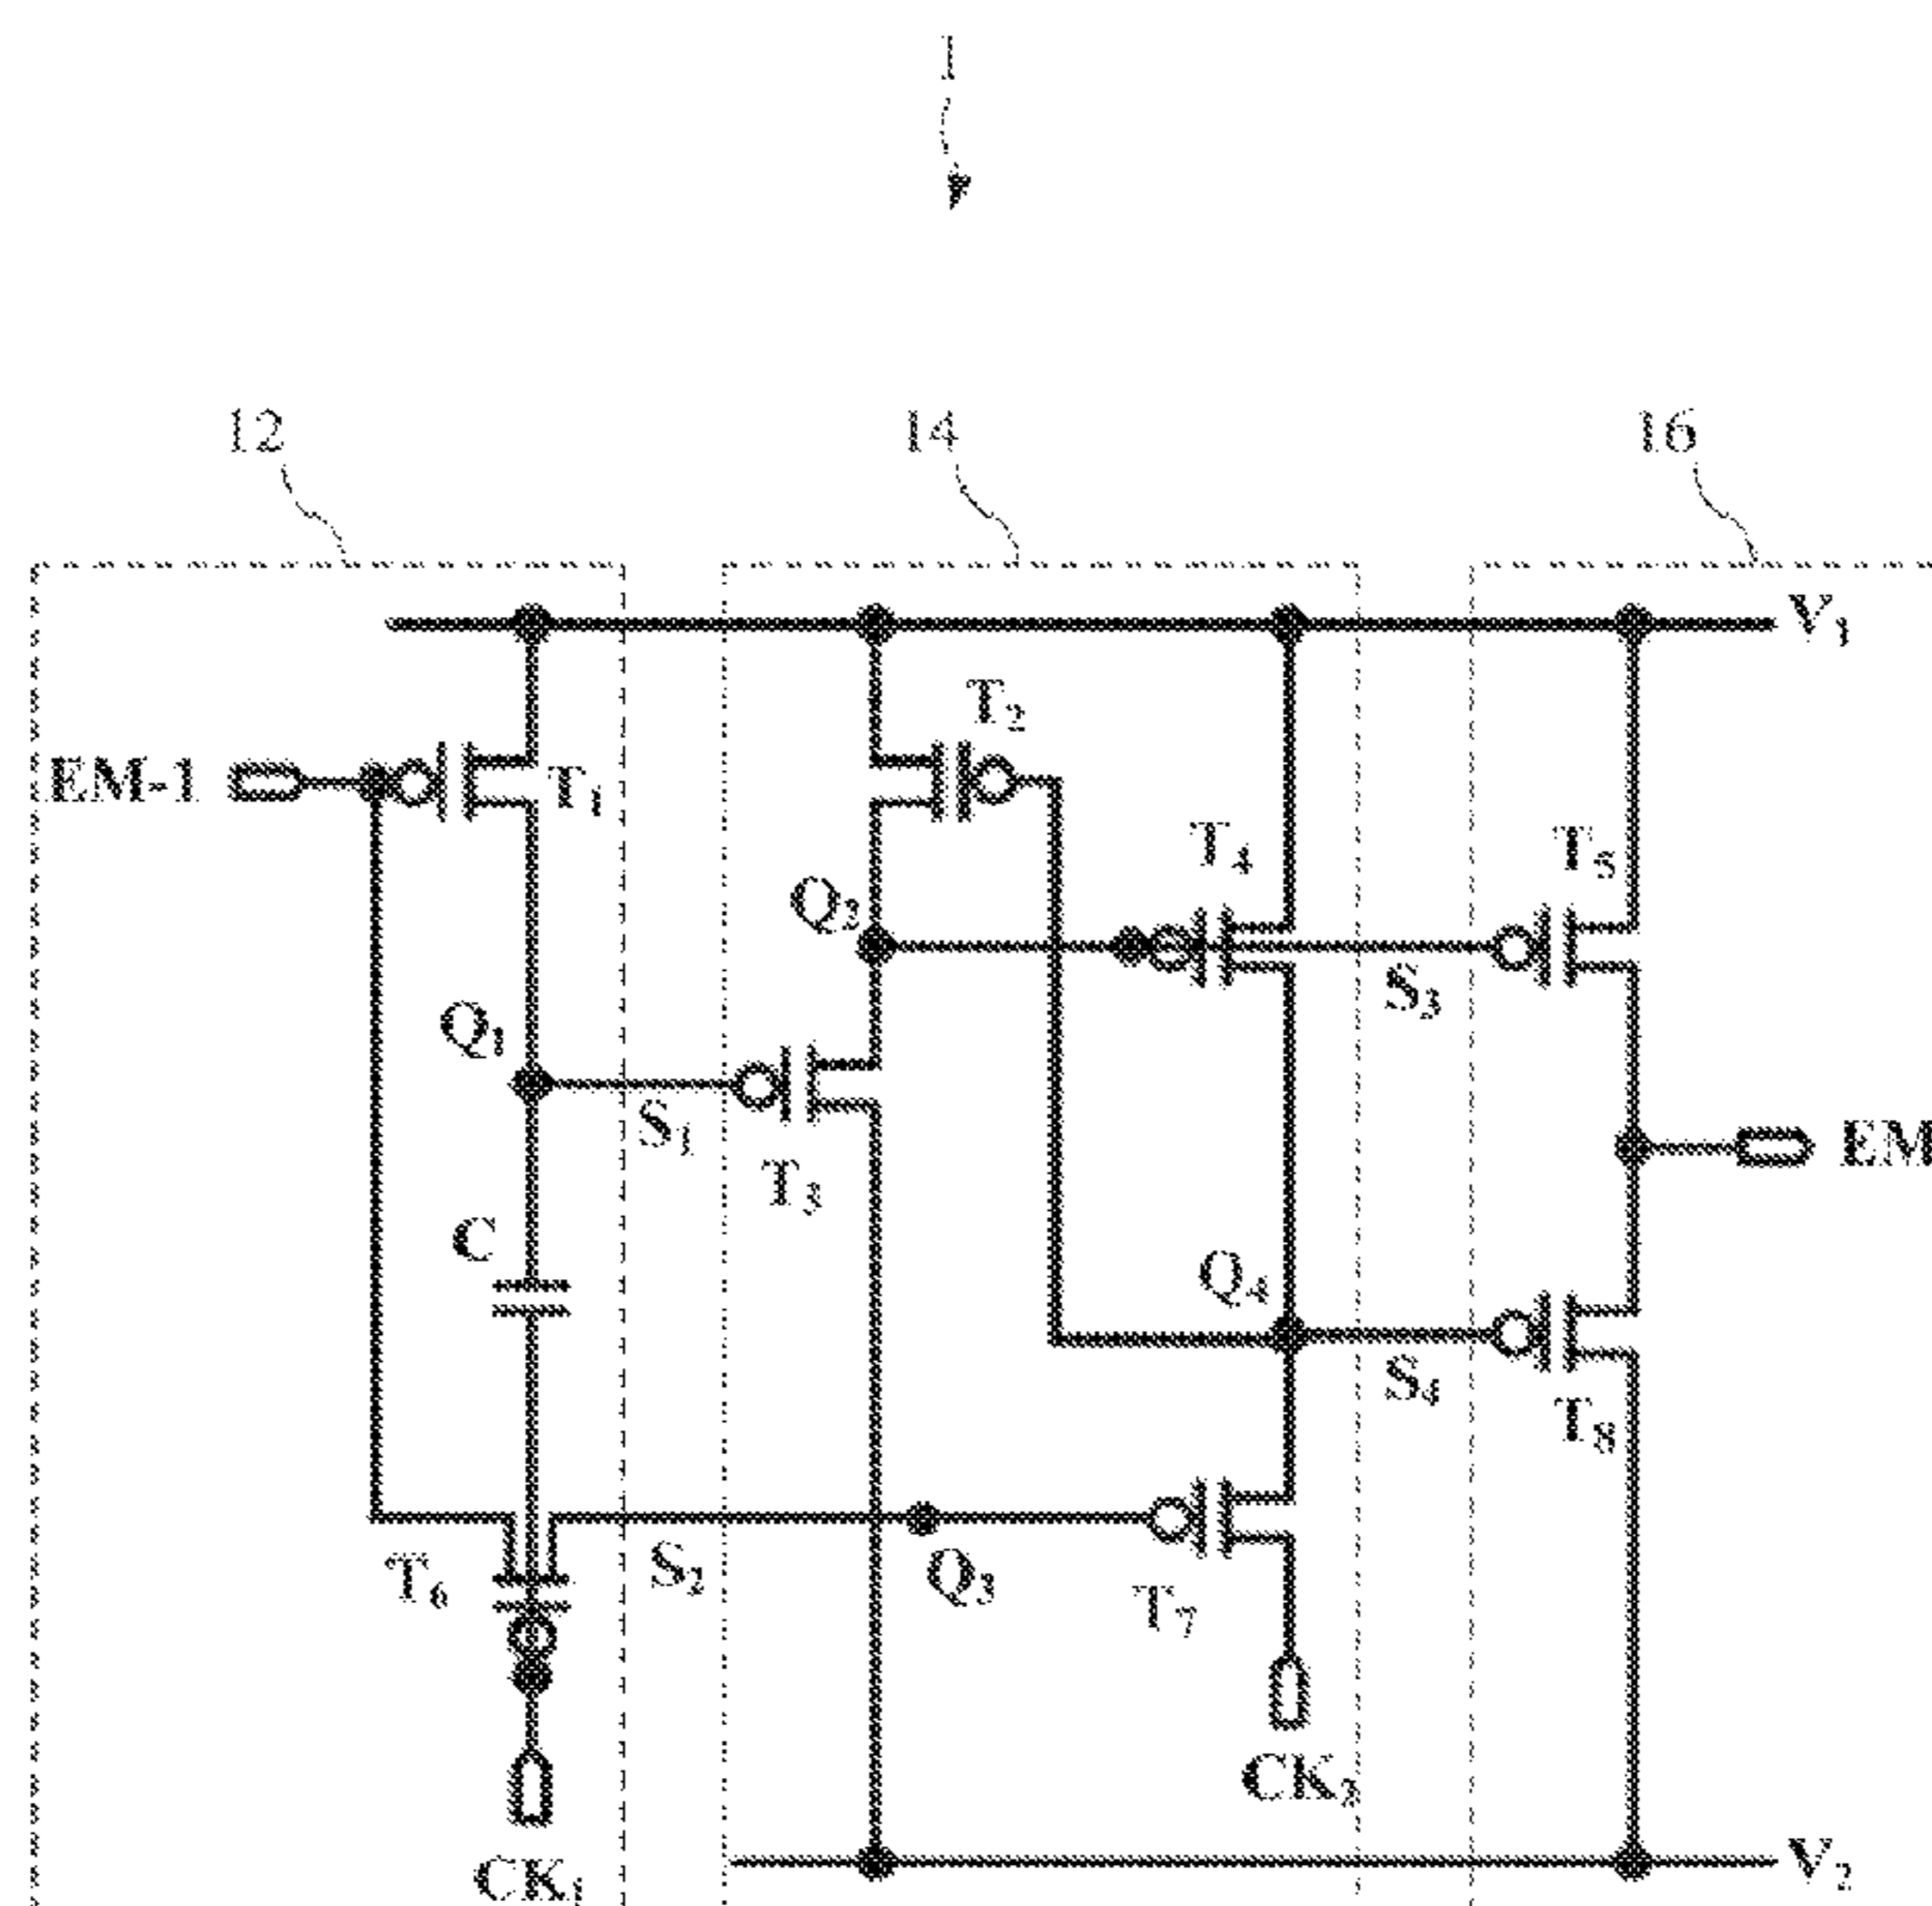 1
12
14
16
V₁
T₂
EM-1
T₁
T₄
T₅
Q₂
S₃
Q₁
S₁
EM
T₃
C
Q₄
S₄
T₈
S₂
T₆
Q₃
T₇
CK₂
V₂
CK₁